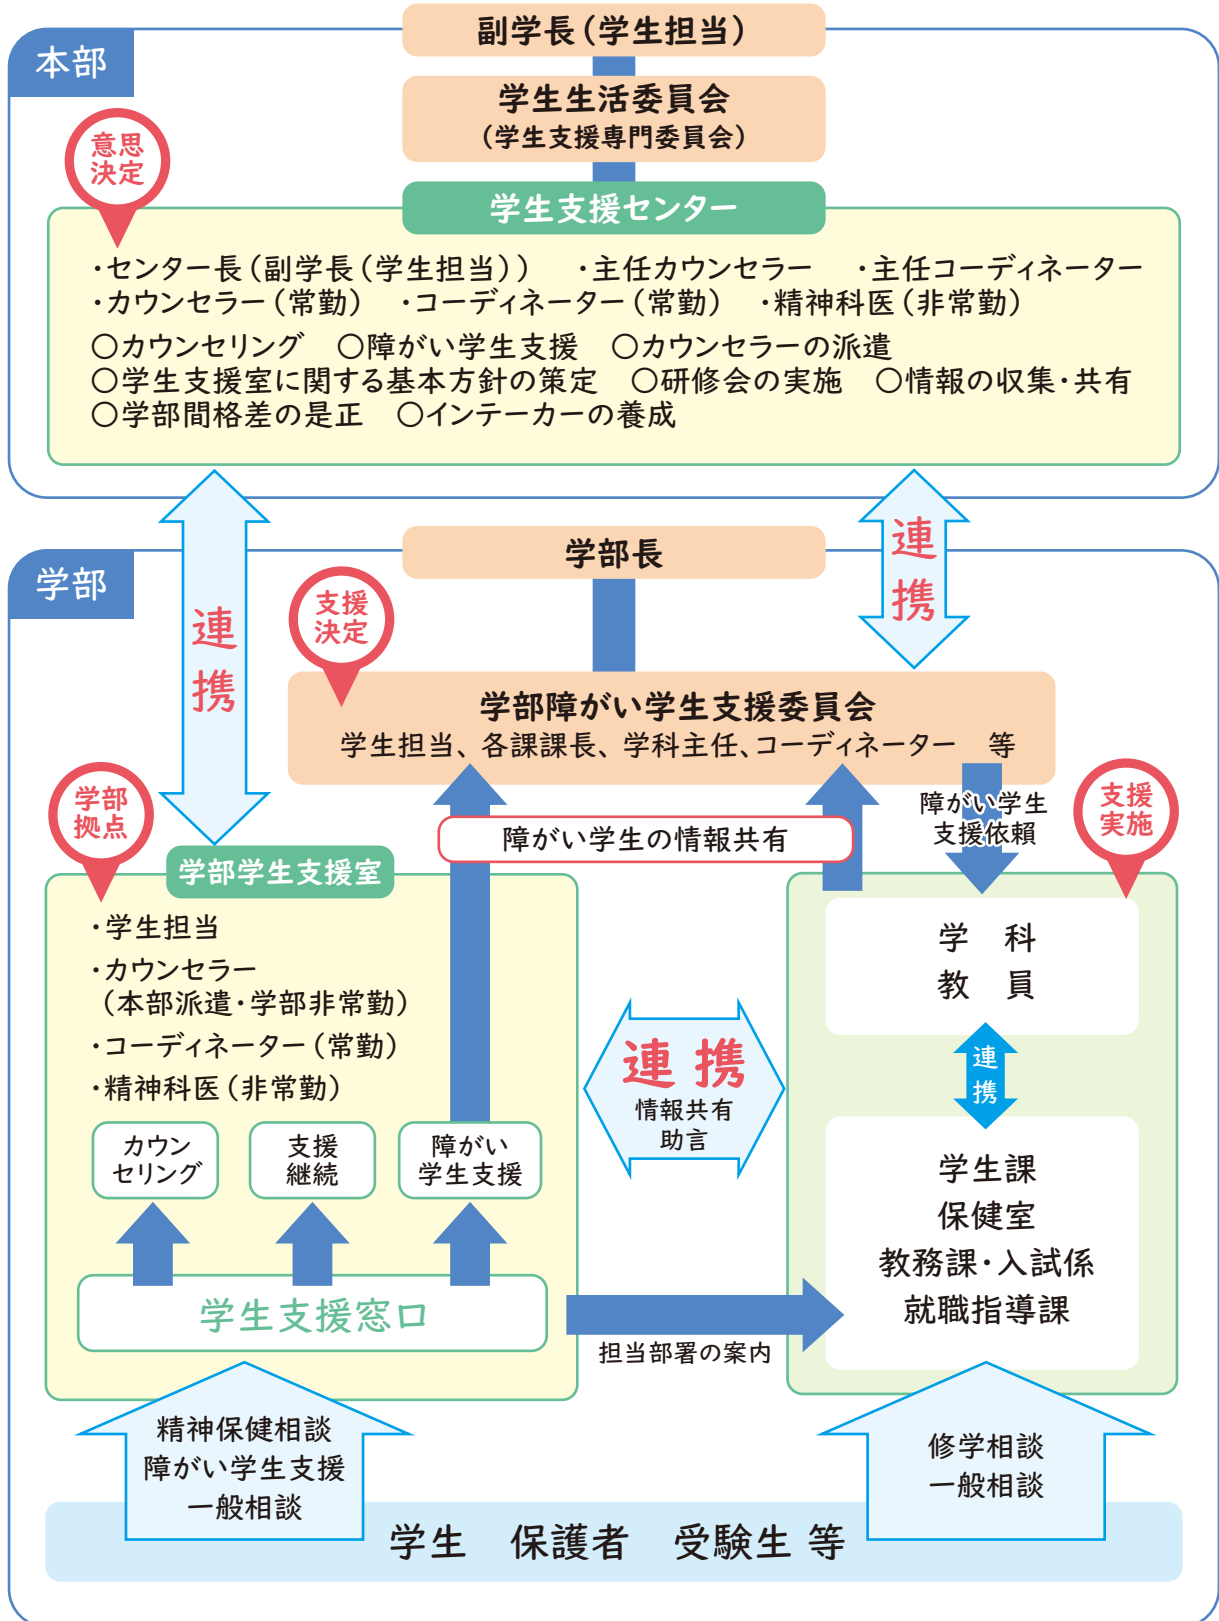 副学長（学生担当）
本部
学生生活委員会
（学生支援専門委員会）
意思
決定
学生支援センター
・センター長（副学長（学生担当））　・主任カウンセラー　・主任コーディネーター
・カウンセラー（常勤）　・コーディネーター（常勤）　・精神科医（非常勤）
〇カウンセリング　〇障がい学生支援　〇カウンセラーの派遣
〇学生支援室に関する基本方針の策定　〇研修会の実施　〇情報の収集・共有
〇学部間格差の是正　〇インテーカーの養成
連
携
連
携
学部長
学部
支援
決定
学部障がい学生支援委員会
学生担当、各課課長、学科主任、コーディネーター　等
学部
拠点
障がい学生の情報共有
障がい学生
支援依頼
支援
実施
学部学生支援室
・学生担当
・カウンセラー
（本部派遣・学部非常勤）
・コーディネーター（常勤）
・精神科医（非常勤）
カウン
セリング
支援
継続
障がい
学生支援
学生支援窓口
連携
情報共有
助言
学　科
教　員
連
携
学生課
保健室
教務課・入試係
就職指導課
担当部署の案内
精神保健相談
障がい学生支援
一般相談
修学相談
一般相談
学生　保護者　受験生 等